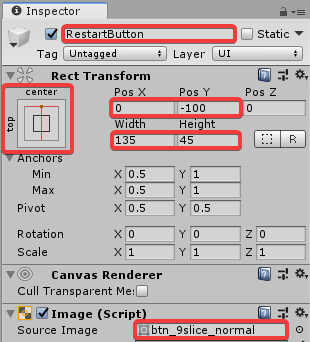 Inspector
RestartButton Static
Tag Untagged Layer UI
Rect Transform
center
top
Pos X Pos Y Pos Z
0 -100 0
Width Height
135 45
R
Anchors
Min X 0.5 Y 1
Max X 0.5 Y 1
Pivot X 0.5 Y 0.5
Rotation X 0 Y 0 Z 0
Scale X 1 Y 1 Z 1
Canvas Renderer
Cull Transparent Me
Image (Script)
Source Image btn_9slice_normal